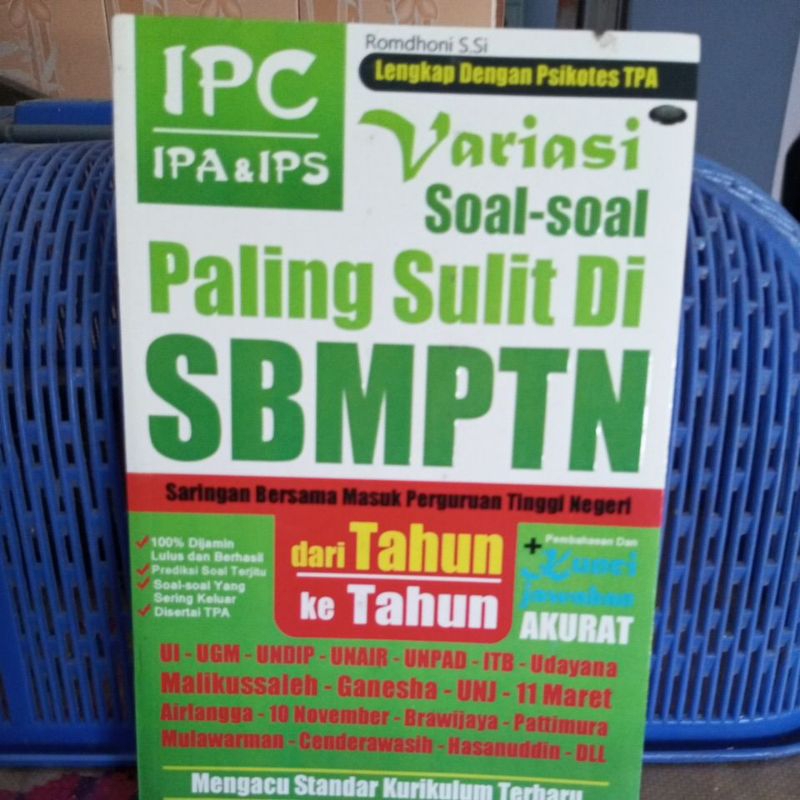 IPC
IPA & IPS
Romdhoni S.Si
Lengkap Dengan Psikotes TPA
Variasi
Soal-soal
Paling Sulit Di
SBMPTN
Saringan Bersama Masuk Perguruan Tinggi Negeri
100% Dijamin
Lulus dan Berhasil
Prediksi Soal Terjitu
Soal-soal Yang
Sering Keluar
Disertai TPA
dari Tahun
ke Tahun
+ Pembahasan Dan
Kunci
Jawaban
AKURAT
UI - UGM - UNDIP - UNAIR - UNPAD - ITB - Udayana
Malikussaleh - Ganesha - UNJ - 11 Maret
Airlangga - 10 November - Brawijaya - Pattimura
Mulawarman - Cenderawasih - Hasanuddin - DLL
Mengacu Standar Kurikulum Terbaru